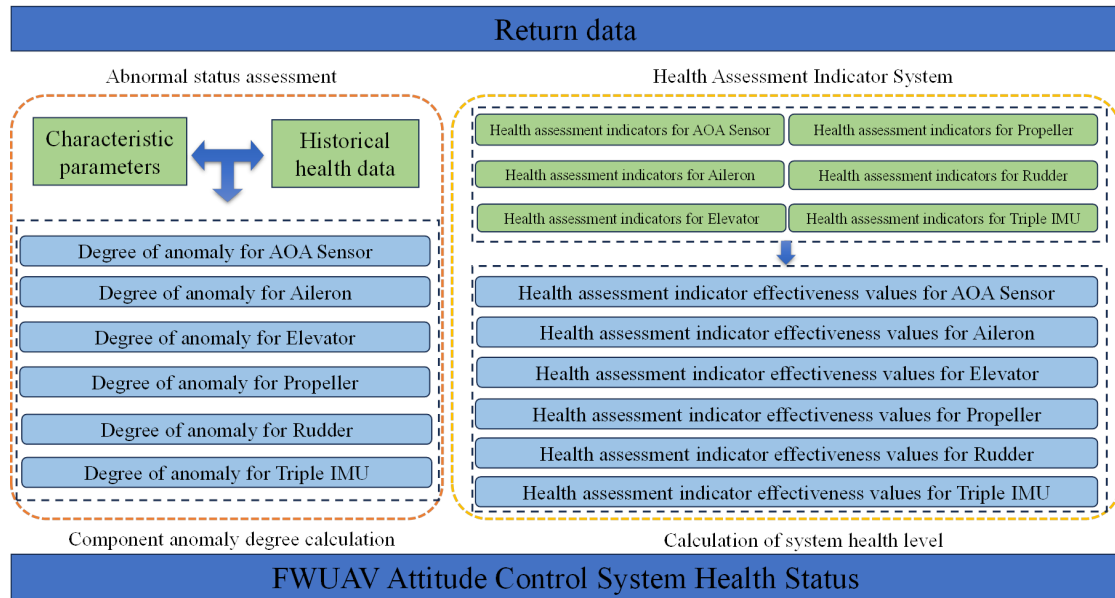 Return data
Abnormal status assessment
Characteristic
parameters
Historical
health data
Degree of anomaly for AOA Sensor
Degree of anomaly for Aileron
Degree of anomaly for Elevator
Degree of anomaly for Propeller
Degree of anomaly for Rudder
Degree of anomaly for Triple IMU
Component anomaly degree calculation
Health Assessment Indicator System
Health assessment indicators for AOA Sensor
Health assessment indicators for Propeller
Health assessment indicators for Aileron
Health assessment indicators for Rudder
Health assessment indicators for Elevator
Health assessment indicators for Triple IMU
Health assessment indicator effectiveness values for AOA Sensor
Health assessment indicator effectiveness values for Aileron
Health assessment indicator effectiveness values for Elevator
Health assessment indicator effectiveness values for Propeller
Health assessment indicator effectiveness values for Rudder
Health assessment indicator effectiveness values for Triple IMU
Calculation of system health level
FWUAV Attitude Control System Health Status